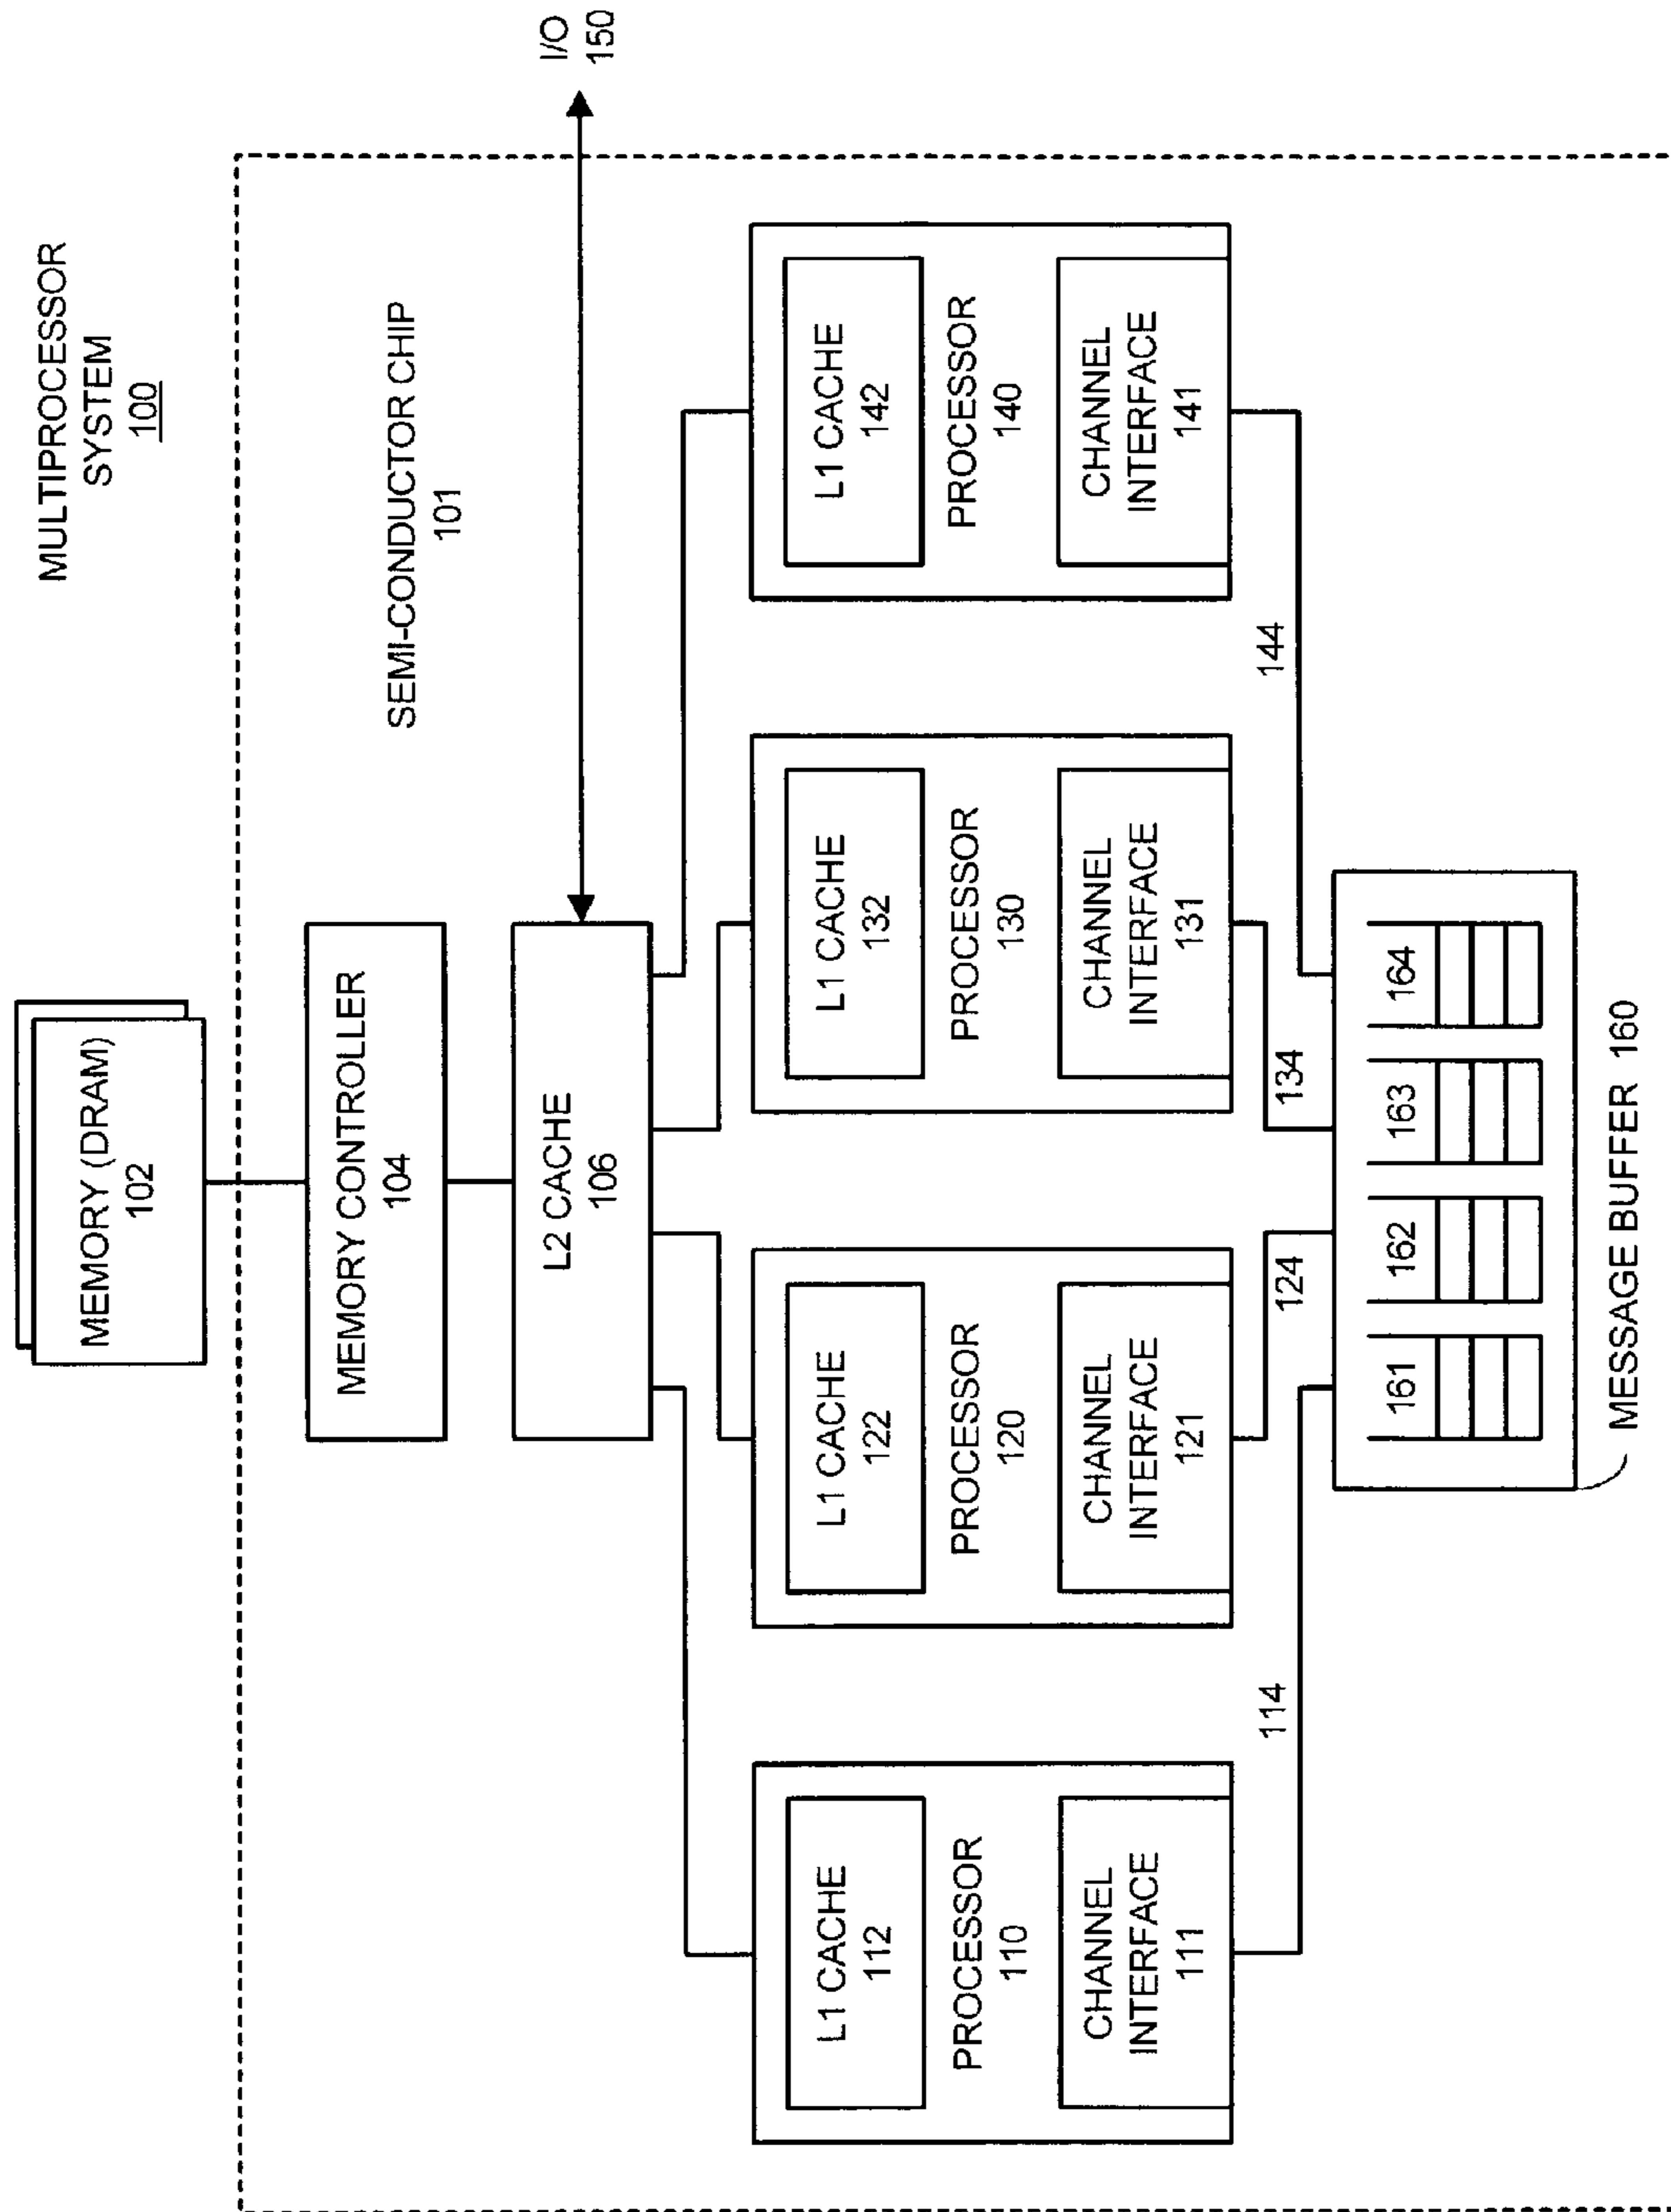 MULTIPROCESSOR
SYSTEM
100
MEMORY (DRAM)
102
SEMI-CONDUCTOR CHIP
101
MEMORY CONTROLLER
104
L2 CACHE
106
I/O
150
L1 CACHE
112
PROCESSOR
110
CHANNEL
INTERFACE
111
L1 CACHE
122
PROCESSOR
120
CHANNEL
INTERFACE
121
L1 CACHE
132
PROCESSOR
130
CHANNEL
INTERFACE
131
L1 CACHE
142
PROCESSOR
140
CHANNEL
INTERFACE
141
114
124
134
144
161
162
163
164
MESSAGE BUFFER 160